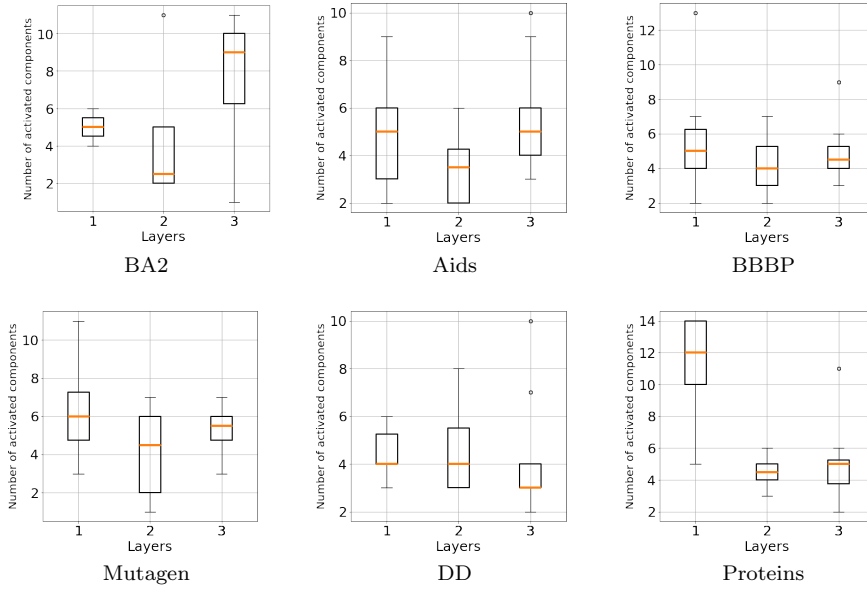 Number of activated components
10
8
6
4
2
1 2 3
Layers
BA2
Number of activated components
10
8
6
4
2
1 2 3
Layers
Aids
Number of activated components
12
10
8
6
4
2
1 2 3
Layers
BBBP
Number of activated components
10
8
6
4
2
1 2 3
Layers
Mutagen
Number of activated components
10
8
6
4
2
1 2 3
Layers
DD
Number of activated components
14
12
10
8
6
4
2
1 2 3
Layers
Proteins